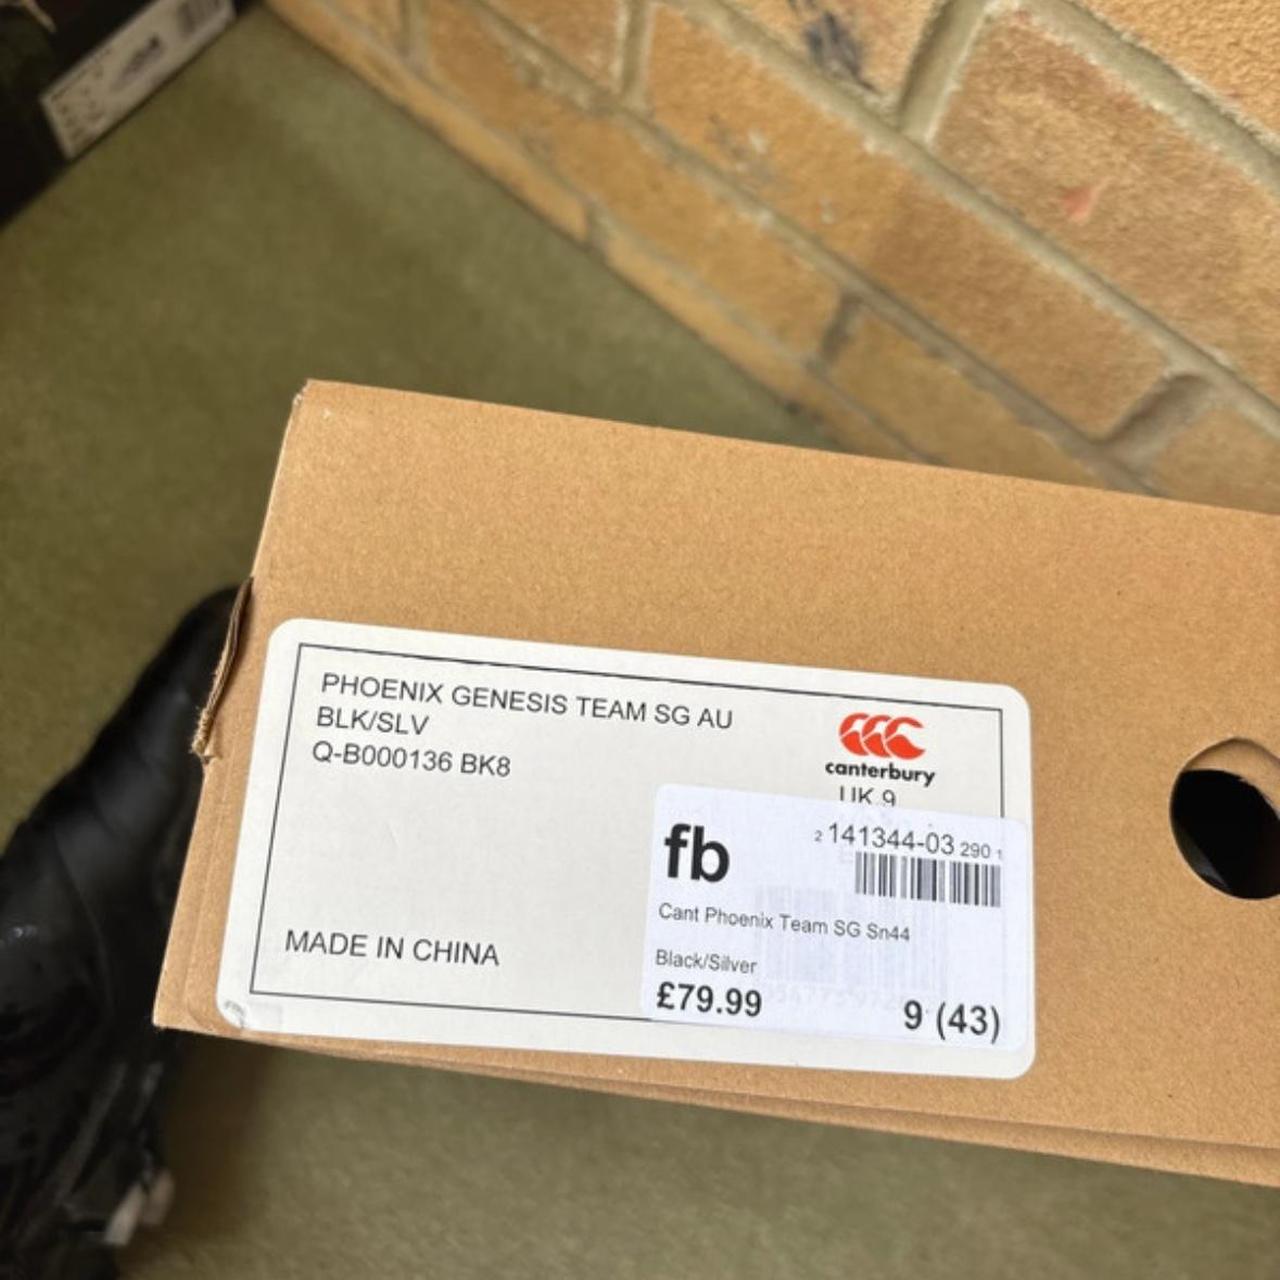 PHOENIX GENESIS TEAM SG AU
BLK/SLV
Q-B000136 BK8
canterbury
UK 9
fb
2 141344-03 290 1
Cant Phoenix Team SG Sn44
Black/Silver
£79.99
9 (43)
MADE IN CHINA